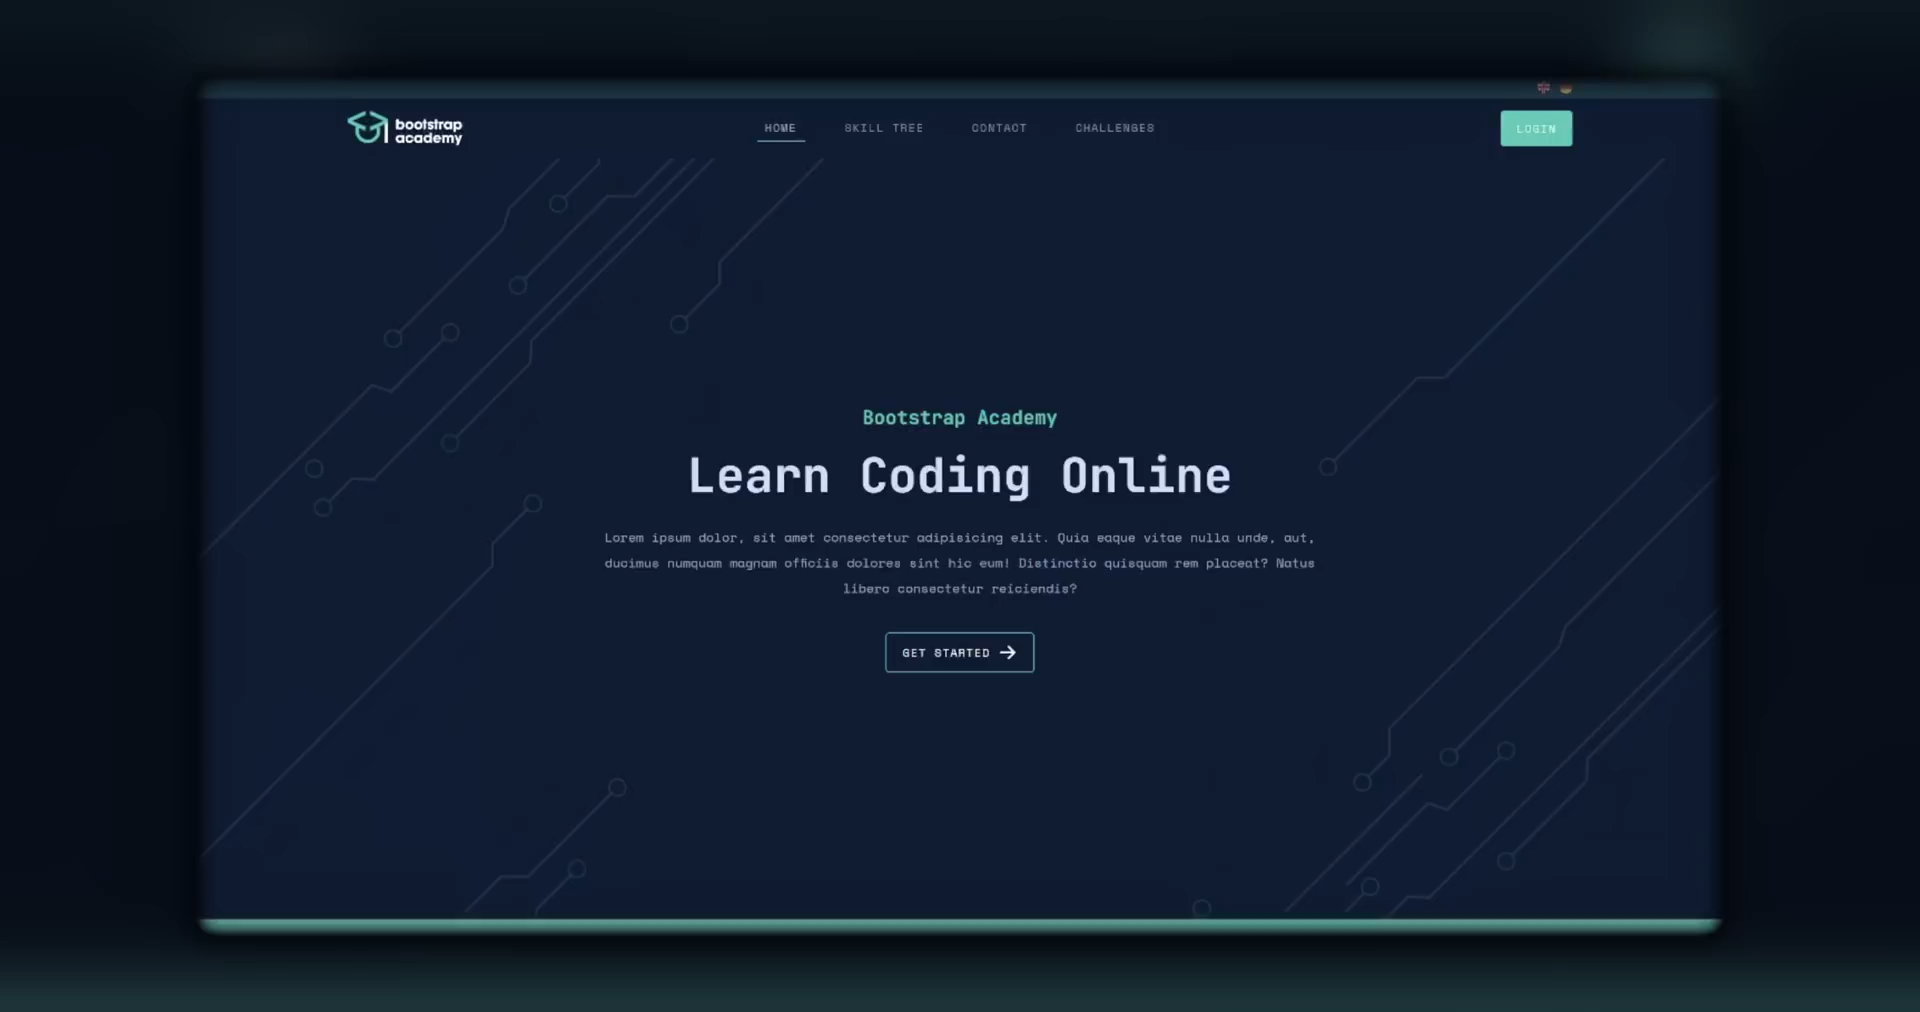 bootstrap
academy
HOME
SKILL TREE
CONTACT
CHALLENGES
LOGIN
Bootstrap Academy
Learn Coding Online
Lorem ipsum dolor, sit amet consectetur adipisicing elit. Quia eaque vitae nulla unde, aut,
ducimus numquam magnam officiis dolores sint hic eum! Distinctio quisquam rem placeat? Natus
libero consectetur reiciendis?
GET STARTED